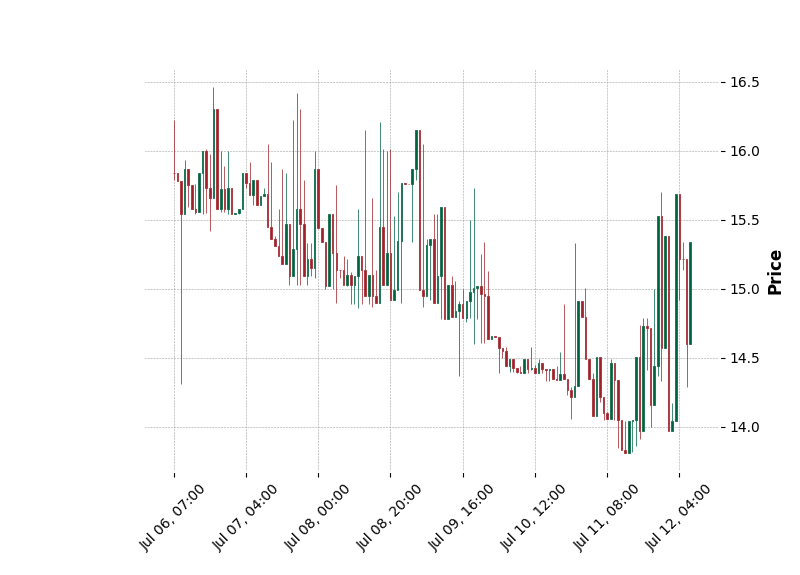 16.5
16.0
15.5
15.0
14.5
14.0
Price
Jul 06, 07:00
Jul 07, 04:00
Jul 08, 00:00
Jul 08, 20:00
Jul 09, 16:00
Jul 10, 12:00
Jul 11, 08:00
Jul 12, 04:00